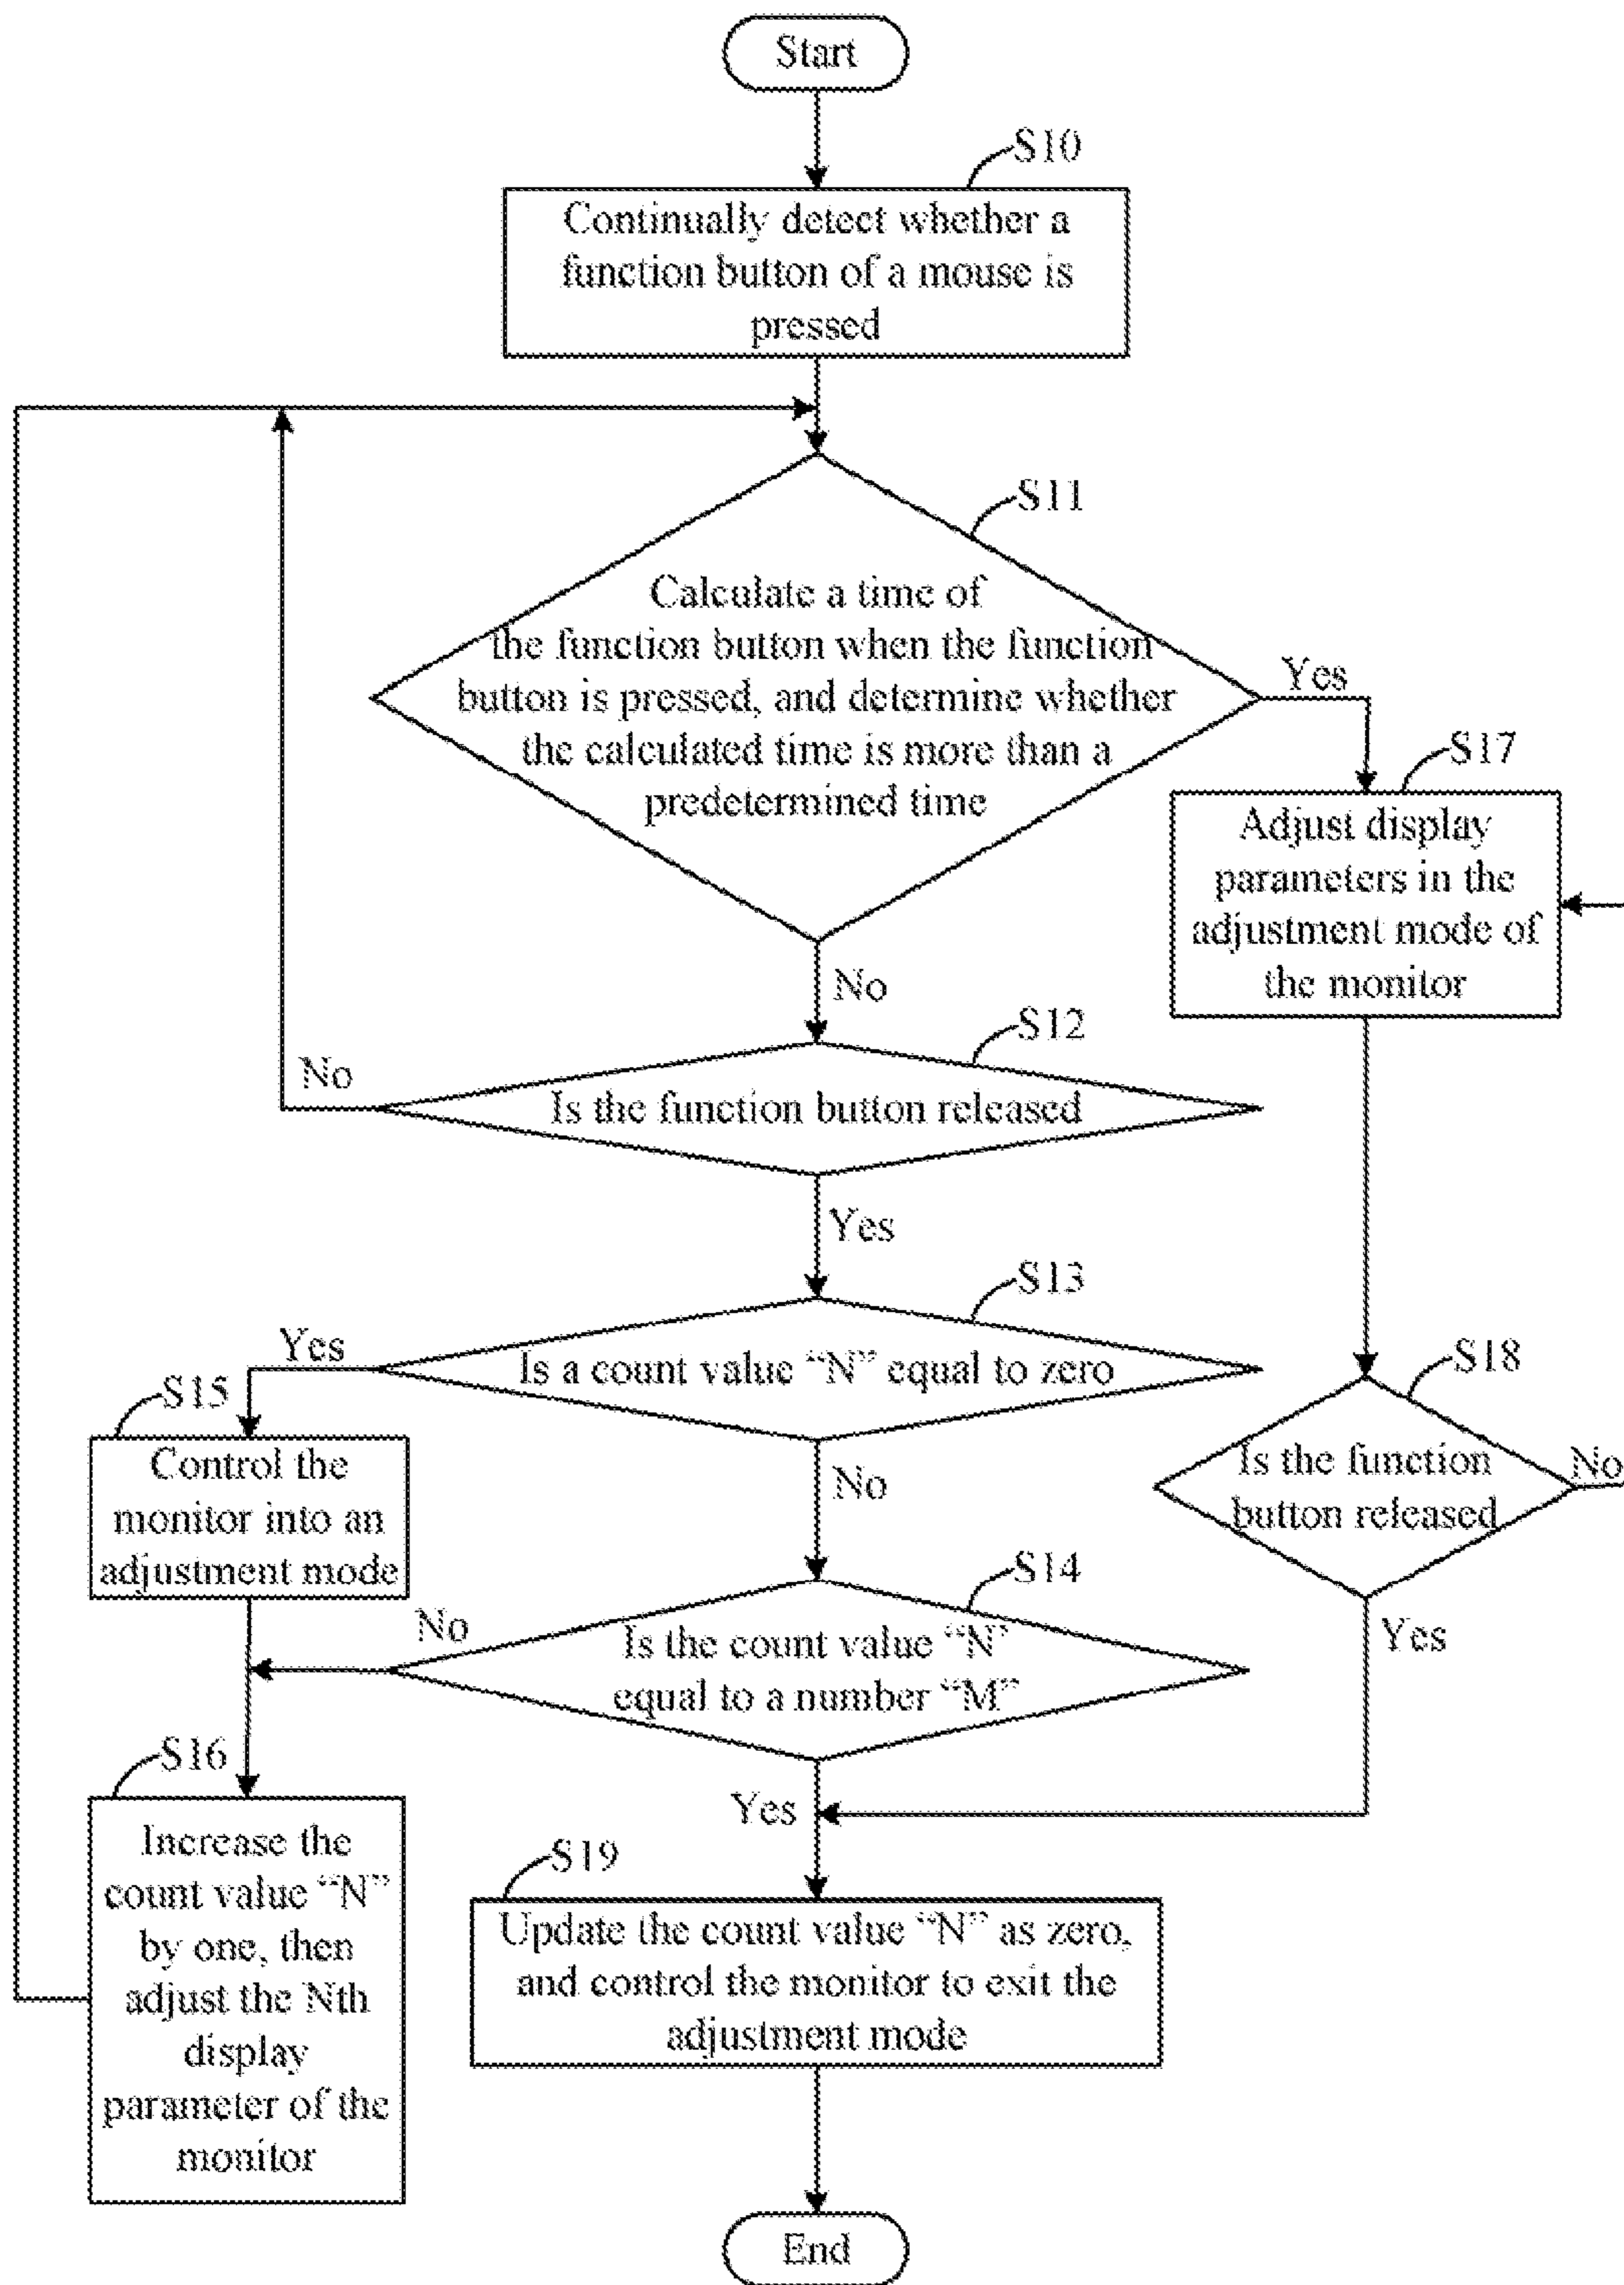 Start
S10
Continually detect whether a
function button of a mouse is
pressed
S11
Calculate a time of
the function button when the function
button is pressed, and determine whether
the calculated time is more than a
predetermined time
Yes
S17
Adjust display
parameters in the
adjustment mode of
the monitor
No
S12
Is the function button released
No
Yes
S13
Is a count value “N” equal to zero
Yes
S15
Control the
monitor into an
adjustment mode
No
S18
Is the function
button released
No
Yes
S14
Is the count value “N”
equal to a number “M”
No
Yes
S16
Increase the
count value “N”
by one, then
adjust the Nth
display
parameter of the
monitor
S19
Update the count value “N” as zero,
and control the monitor to exit the
adjustment mode
End